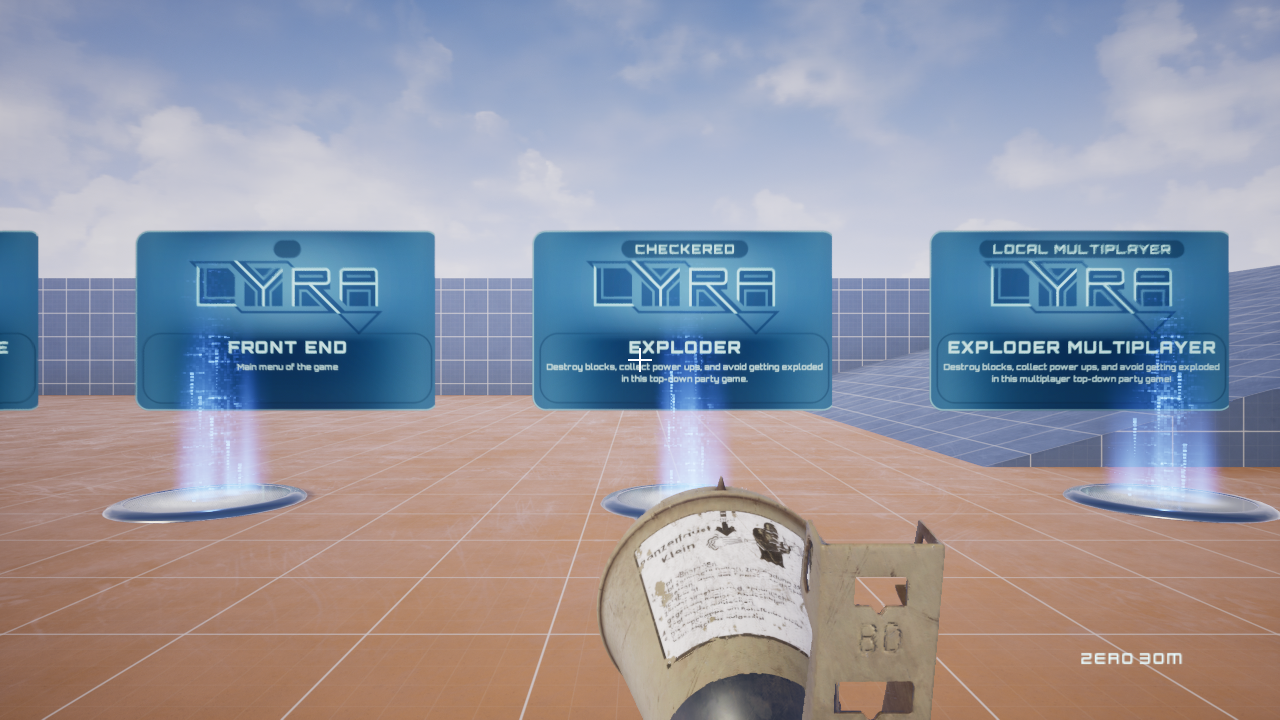 E
LYRA
FRONT END
Main menu of the game
CHECKERED
LYRA
EXPLODER
Destroy blocks, collect power ups, and avoid getting exploded
in this top-down party game.
LOCAL MULTIPLAYER
LYRA
EXPLODER MULTIPLAYER
Destroy blocks, collect power ups, and avoid getting exploded
in this multiplayer top-down party game!
Panzerfaust
Klein
60
ZERO 30M